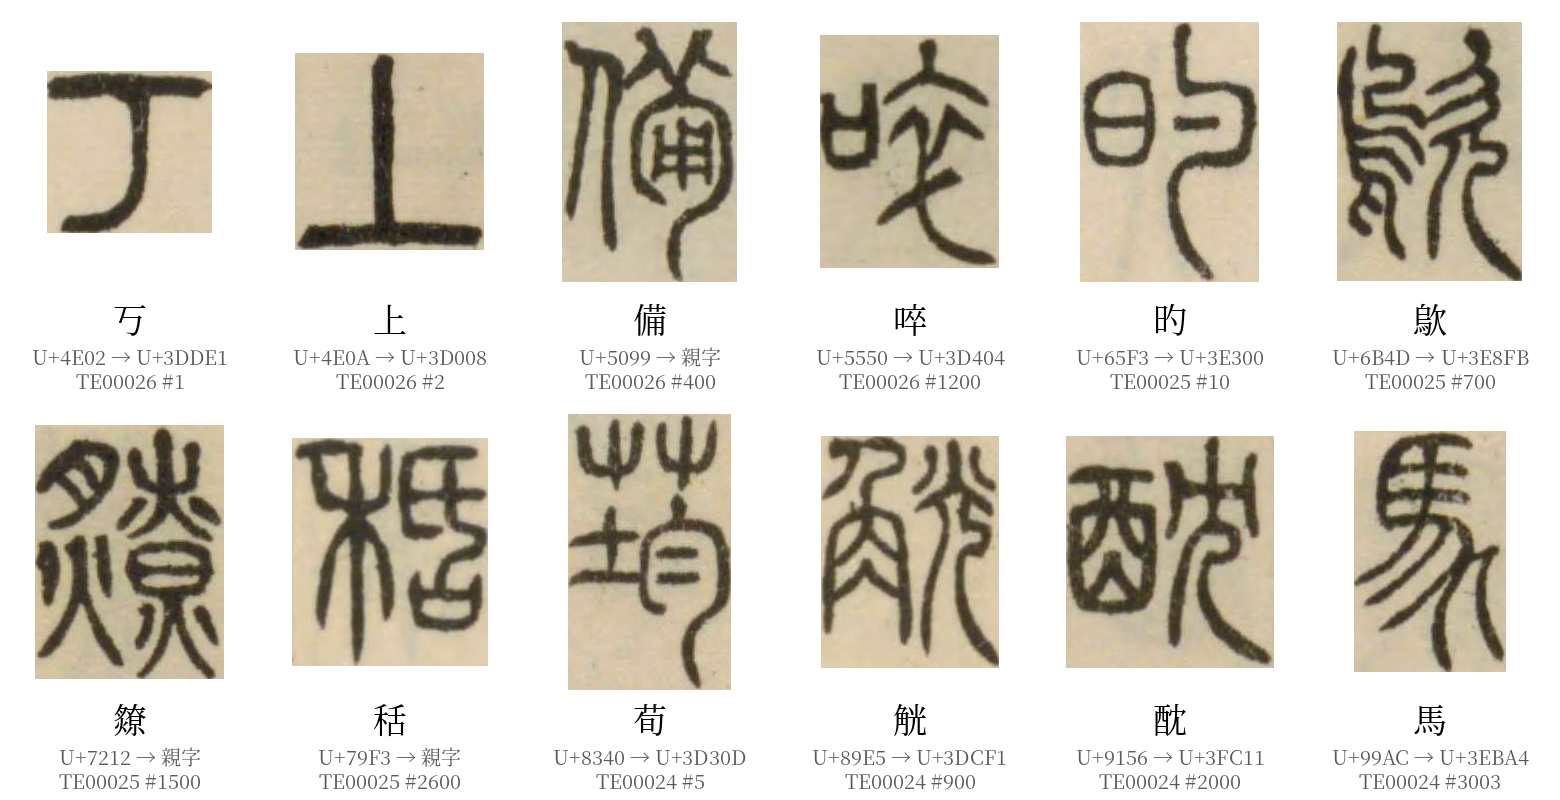 丂 上 備 啐 旳 歍
U+4E02 → U+3DDE1 U+4E0A → U+3D008 U+5099 → 親字 U+5550 → U+3D404 U+65F3 → U+3E300 U+6B4D → U+3E8FB
TE00026 #1 TE00026 #2 TE00026 #400 TE00026 #1200 TE00025 #10 TE00025 #700
爒 秳 荀 觥 酖 馬
U+7212 → 親字 U+79F3 → 親字 U+8340 → U+3D30D U+89E5 → U+3DCF1 U+9156 → U+3FC11 U+99AC → U+3EBA4
TE00025 #1500 TE00025 #2600 TE00024 #5 TE00024 #900 TE00024 #2000 TE00024 #3003